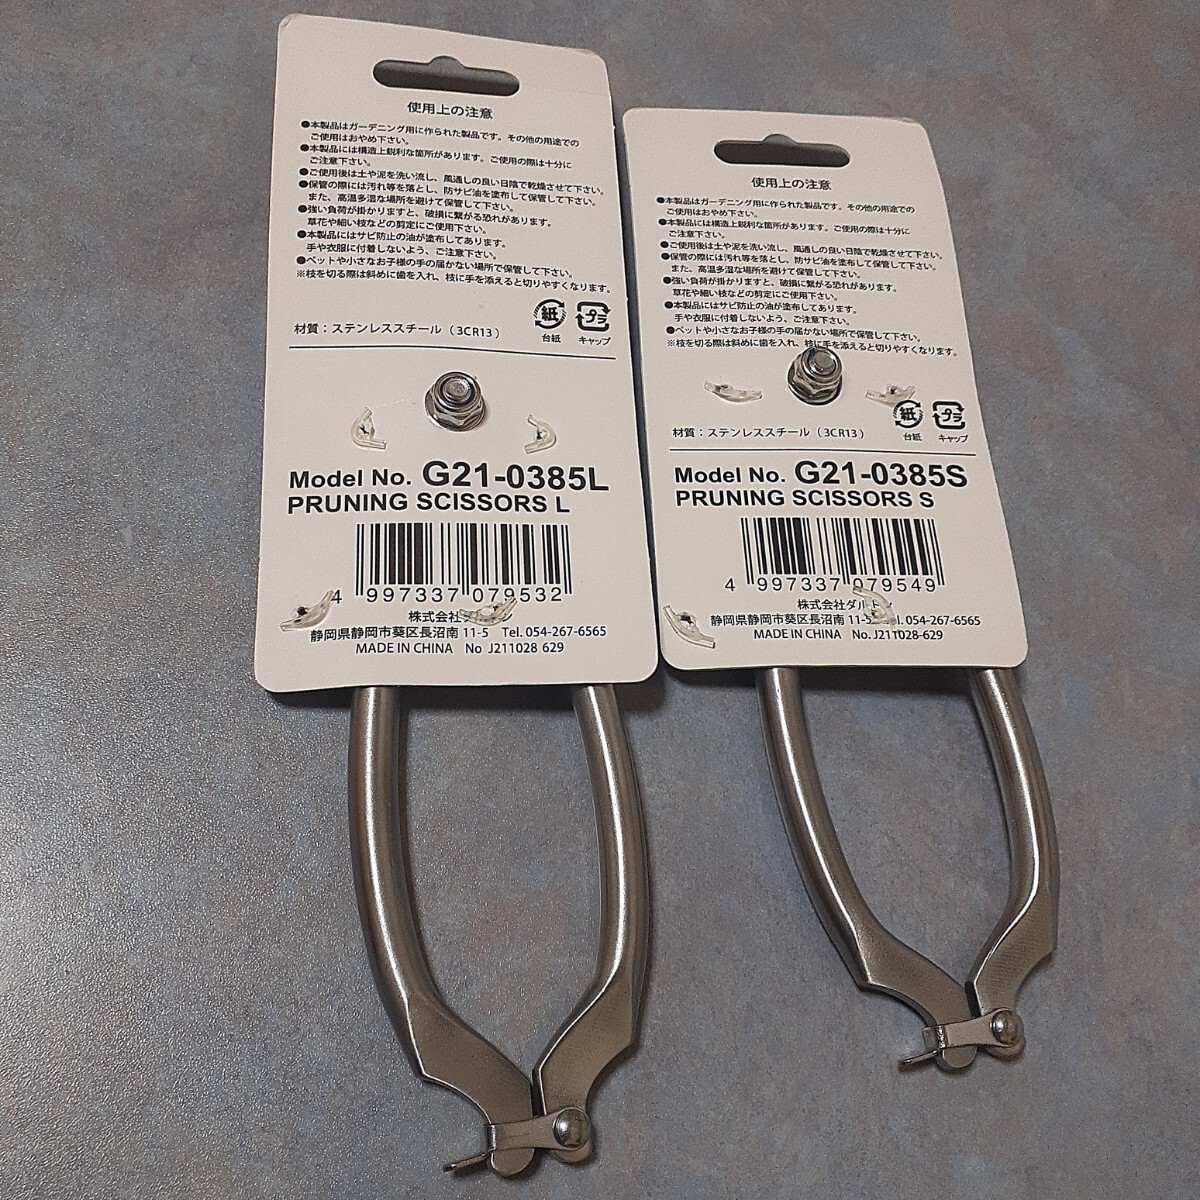 使用上の注意
●本製品はガーデニング用に作られた製品です。その他の用途での
ご使用はおやめ下さい。
●本製品には構造上鋭利な箇所があります。ご使用の際は十分に
ご注意下さい。
●ご使用後は土や泥を洗い流し、風通しの良い日陰で乾燥させて下さい。
●保管の際には汚れ等を落とし、防サビ油を塗布して保管して下さい。
また、高温多湿な場所を避けて保管して下さい。
●強い負荷が掛かりますと、破損に繋がる恐れがあります。
草花や細い枝などの剪定にご使用下さい。
●本製品にはサビ防止の油が塗布してあります。
手や衣服に付着しないよう、ご注意下さい。
●ペットや小さなお子様の手の届かない場所で保管して下さい。
※枝を切る際は斜めに歯を入れ、枝に手を添えると切りやすくなります。
材質：ステンレススチール（3CR13）
紙
プラ
台紙
キャップ
Model No. G21-0385L
PRUNING SCISSORS L
4 997337 079532
株式会社
静岡県静岡市葵区長沼南 11-5 Tel. 054-267-6565
MADE IN CHINA No J211028 629
使用上の注意
●本製品はガーデニング用に作られた製品です。その他の用途での
ご使用はおやめ下さい。
●本製品には構造上鋭利な箇所があります。ご使用の際は十分に
ご注意下さい。
●ご使用後は土や泥を洗い流し、風通しの良い日陰で乾燥させて下さい。
●保管の際には汚れ等を落とし、防サビ油を塗布して保管して下さい。
また、高温多湿な場所を避けて保管して下さい。
●強い負荷が掛かりますと、破損に繋がる恐れがあります。
草花や細い枝などの剪定にご使用下さい。
●本製品にはサビ防止の油が塗布してあります。
手や衣服に付着しないよう、ご注意下さい。
●ペットや小さなお子様の手の届かない場所で保管して下さい。
※枝を切る際は斜めに歯を入れ、枝に手を添えると切りやすくなります。
材質：ステンレススチール（3CR13）
紙
プラ
台紙
キャップ
Model No. G21-0385S
PRUNING SCISSORS S
4 997337 079549
株式会社ダルト
静岡県静岡市葵区長沼南 11-5 Tel. 054-267-6565
MADE IN CHINA No. J211028-629